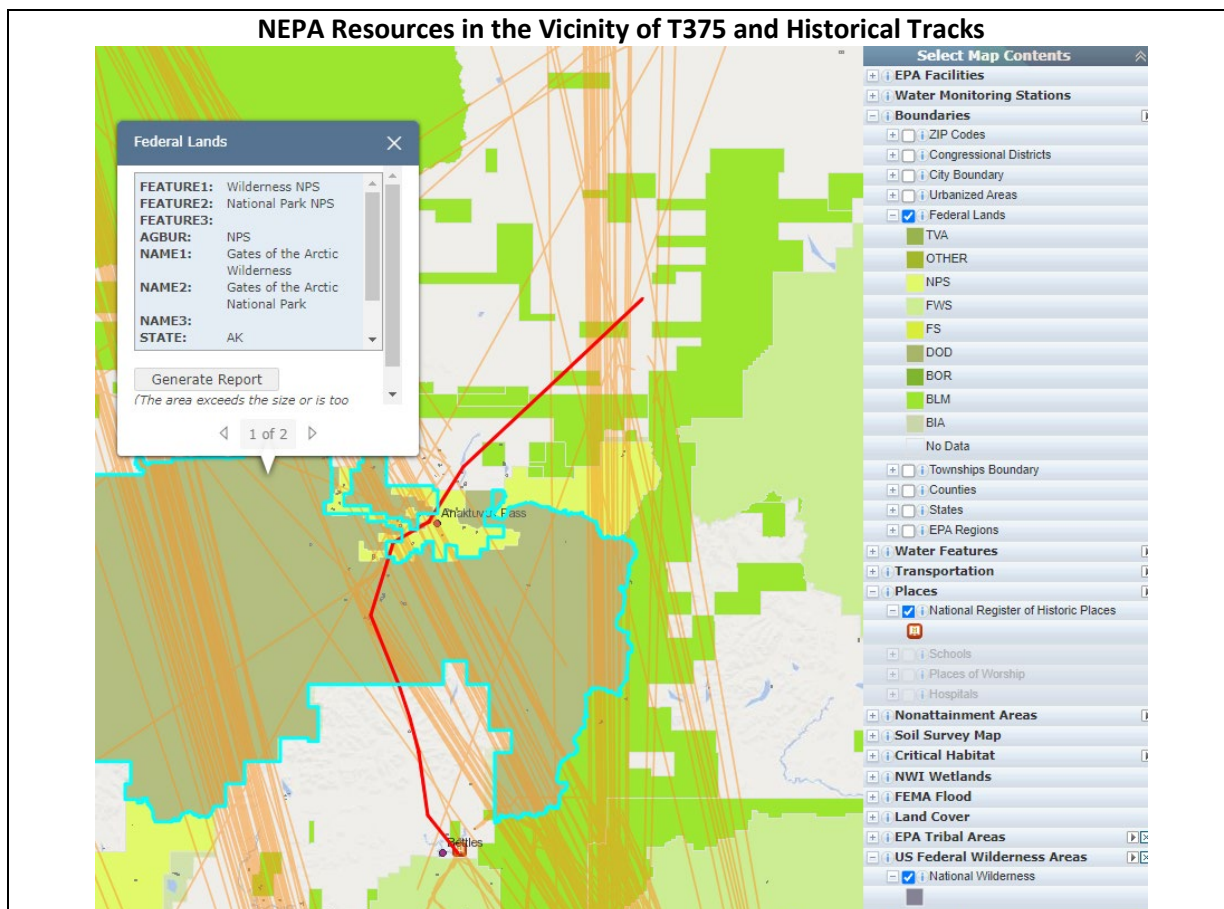 NEPA Resources in the Vicinity of T375 and Historical Tracks
Federal Lands
FEATURE1: Wilderness NPS
FEATURE2: National Park NPS
FEATURE3:
AGBUR: NPS
NAME1: Gates of the Arctic
Wilderness
NAME2: Gates of the Arctic
National Park
NAME3:
STATE: AK
Generate Report
(The area exceeds the size or is too
1 of 2
Anaktuvuk Pass
Bettles
Select Map Contents
EPA Facilities
Water Monitoring Stations
Boundaries
ZIP Codes
Congressional Districts
City Boundary
Urbanized Areas
Federal Lands
TVA
OTHER
NPS
FWS
FS
DOD
BOR
BLM
BIA
No Data
Townships Boundary
Counties
States
EPA Regions
Water Features
Transportation
Places
National Register of Historic Places
Schools
Places of Worship
Hospitals
Nonattainment Areas
Soil Survey Map
Critical Habitat
NWI Wetlands
FEMA Flood
Land Cover
EPA Tribal Areas
US Federal Wilderness Areas
National Wilderness